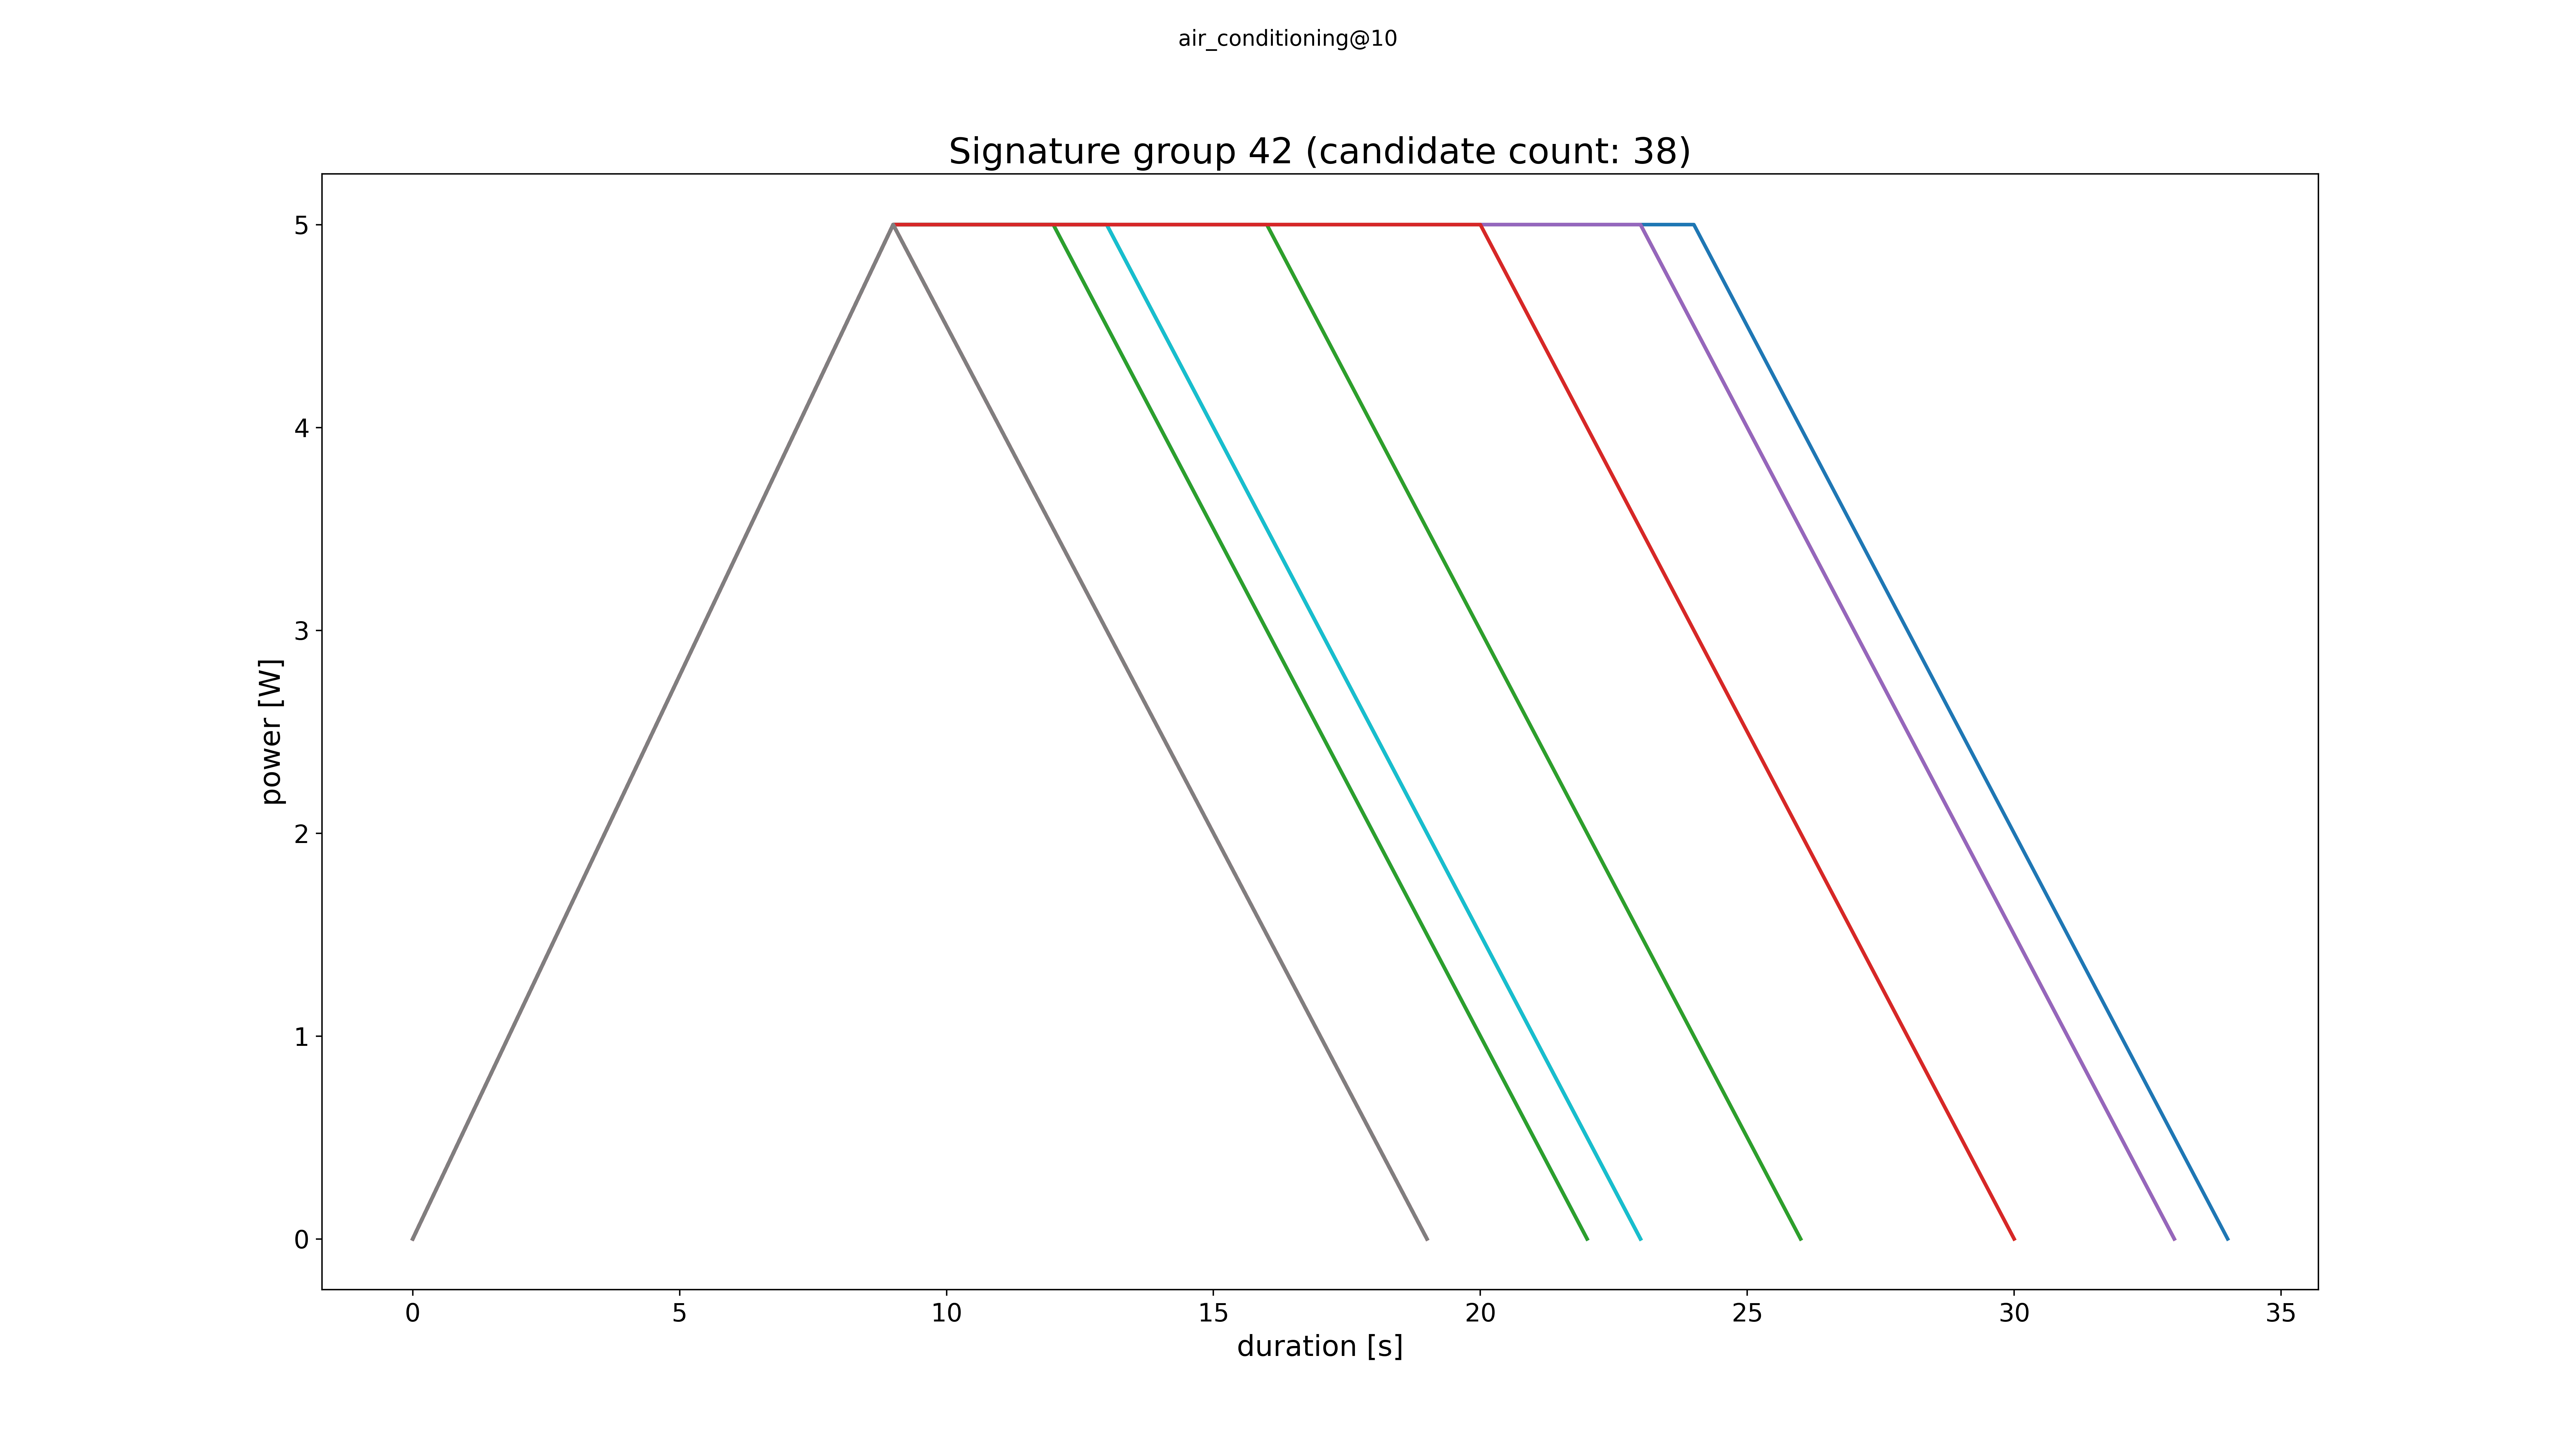 air_conditioning@10
Signature group 42 (candidate count: 38)
5
4
3
2
1
0
power [W]
0 5 10 15 20 25 30 35
duration [s]